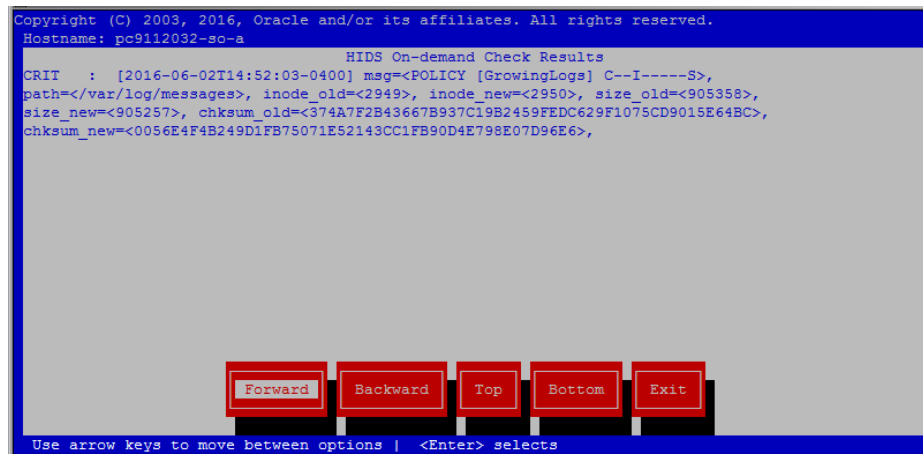 Copyright (C) 2003, 2016, Oracle and/or its affiliates. All rights reserved.
Hostname: pc9112032-so-a
HIDS On-demand Check Results
CRIT   :  [2016-06-02T14:52:03-0400] msg=<POLICY [GrowingLogs] C--I-----S>,
path=</var/log/messages>, inode_old=<2949>, inode_new=<2950>, size_old=<905358>,
size_new=<905257>, chksum_old=<374A7F2B43667B937C19B2459FEDC629F1075CD9015E64BC>,
chksum_new=<0056E4F4B249D1FB75071E52143CC1FB90D4E798E07D96E6>,
Forward Backward Top Bottom Exit
Use arrow keys to move between options |  <Enter> selects